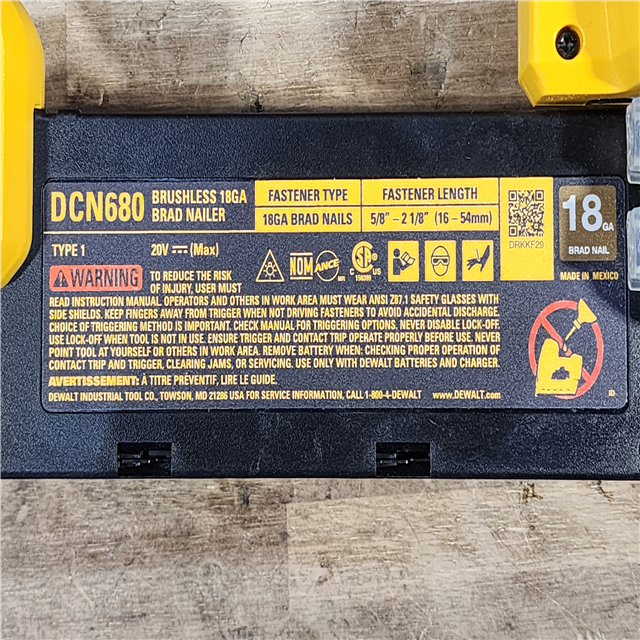 DCN680 BRUSHLESS 18GA BRAD NAILER
FASTENER TYPE
FASTENER LENGTH
18GA BRAD NAILS
5/8" – 2 1/8" (16 – 54mm)
DRKKF29
18 GA
BRAD NAIL
TYPE 1
20V (Max)
NOM
ANCE
MR
C SA US
MADE IN MEXICO
WARNING TO REDUCE THE RISK
OF INJURY, USER MUST
READ INSTRUCTION MANUAL. OPERATORS AND OTHERS IN WORK AREA MUST WEAR ANSI Z87.1 SAFETY GLASSES WITH
SIDE SHIELDS. KEEP FINGERS AWAY FROM TRIGGER WHEN NOT DRIVING FASTENERS TO AVOID ACCIDENTAL DISCHARGE.
CHOICE OF TRIGGERING METHOD IS IMPORTANT. CHECK MANUAL FOR TRIGGERING OPTIONS. NEVER DISABLE LOCK-OFF.
USE LOCK-OFF WHEN TOOL IS NOT IN USE. ENSURE TRIGGER AND CONTACT TRIP OPERATE PROPERLY BEFORE USE. NEVER
POINT TOOL AT YOURSELF OR OTHERS IN WORK AREA. REMOVE BATTERY WHEN: CHECKING PROPER OPERATION OF
CONTACT TRIP AND TRIGGER, CLEARING JAMS, OR SERVICING. USE ONLY WITH DEWALT BATTERIES AND CHARGER.
AVERTISSEMENT: À TITRE PRÉVENTIF, LIRE LE GUIDE.
DEWALT INDUSTRIAL TOOL CO., TOWSON, MD 21286 USA FOR SERVICE INFORMATION, CALL 1-800-4-DEWALT www.DEWALT.com
ID